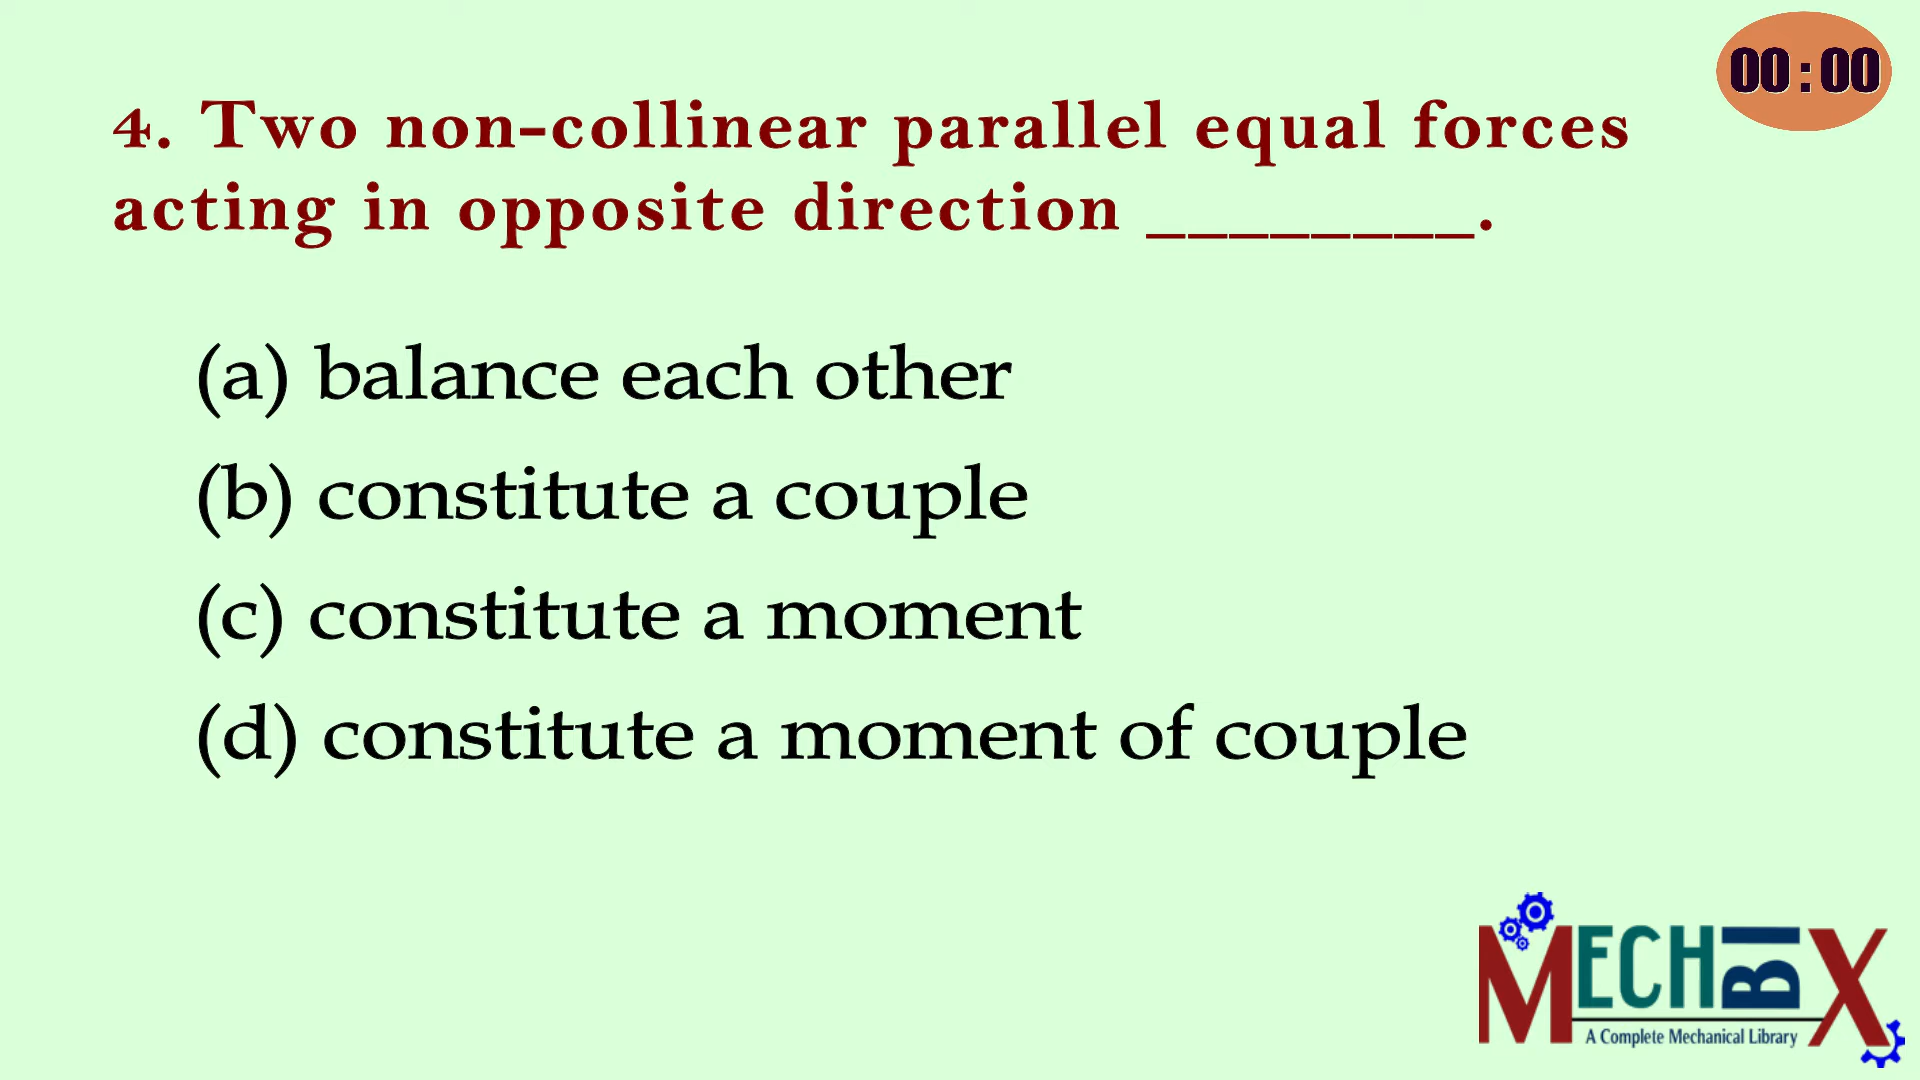 00:00
4. Two non-collinear parallel equal forces
acting in opposite direction ________.
(a) balance each other
(b) constitute a couple
(c) constitute a moment
(d) constitute a moment of couple
MECHBIX
A Complete Mechanical Library